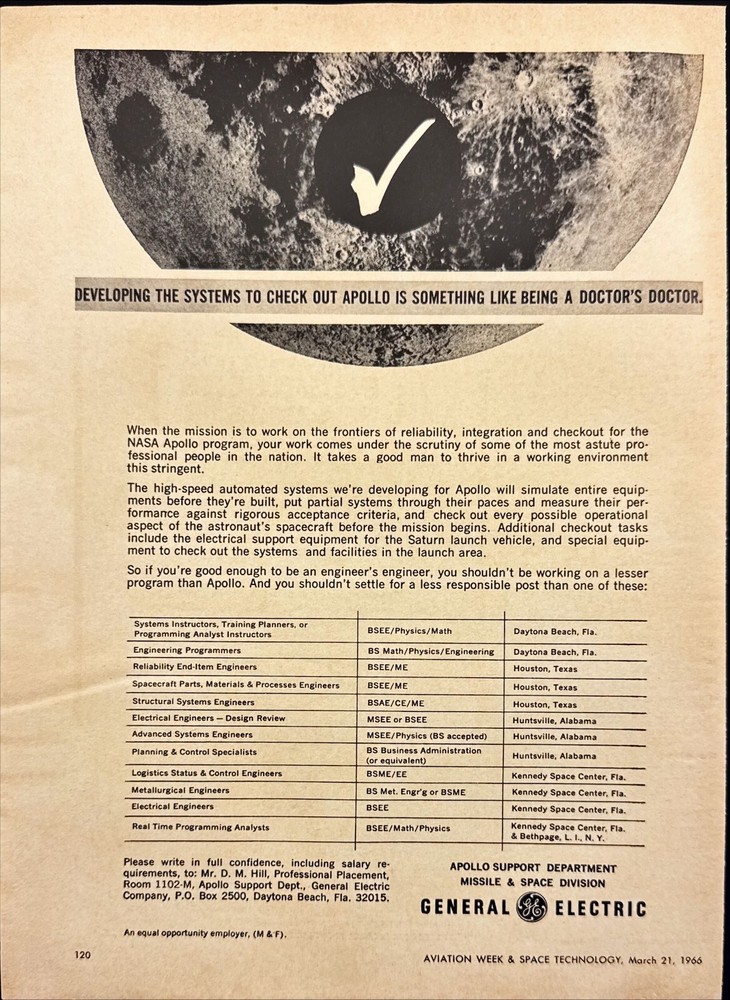 DEVELOPING THE SYSTEMS TO CHECK OUT APOLLO IS SOMETHING LIKE BEING A DOCTOR'S DOCTOR.
When the mission is to work on the frontiers of reliability, integration and checkout for the
NASA Apollo program, your work comes under the scrutiny of some of the most astute pro-
fessional people in the nation. It takes a good man to thrive in a working environment
this stringent.
The high-speed automated systems we're developing for Apollo will simulate entire equip-
ments before they're built, put partial systems through their paces and measure their per-
formance against rigorous acceptance criteria, and check out every possible operational
aspect of the astronaut's spacecraft before the mission begins. Additional checkout tasks
include the electrical support equipment for the Saturn launch vehicle, and special equip-
ment to check out the systems and facilities in the launch area.
So if you're good enough to be an engineer's engineer, you shouldn't be working on a lesser
program than Apollo. And you shouldn't settle for a less responsible post than one of these:
Systems Instructors, Training Planners, or
Programming Analyst Instructors
BSEE/Physics/Math
Daytona Beach, Fla.
Engineering Programmers
BS Math/Physics/Engineering
Daytona Beach, Fla.
Reliability End-Item Engineers
BSEE/ME
Houston, Texas
Spacecraft Parts, Materials & Processes Engineers
BSEE/ME
Houston, Texas
Structural Systems Engineers
BSAE/CE/ME
Houston, Texas
Electrical Engineers — Design Review
MSEE or BSEE
Huntsville, Alabama
Advanced Systems Engineers
MSEE/Physics (BS accepted)
Huntsville, Alabama
Planning & Control Specialists
BS Business Administration
(or equivalent)
Huntsville, Alabama
Logistics Status & Control Engineers
BSME/EE
Kennedy Space Center, Fla.
Metallurgical Engineers
BS Met. Engr'g or BSME
Kennedy Space Center, Fla.
Electrical Engineers
BSEE
Kennedy Space Center, Fla.
Real Time Programming Analysts
BSEE/Math/Physics
Kennedy Space Center, Fla.
& Bethpage, L. I., N. Y.
Please write in full confidence, including salary re-
quirements, to: Mr. D. M. Hill, Professional Placement,
Room 1102-M, Apollo Support Dept., General Electric
Company, P.O. Box 2500, Daytona Beach, Fla. 32015.
An equal opportunity employer, (M & F).
APOLLO SUPPORT DEPARTMENT
MISSILE & SPACE DIVISION
GENERAL GE ELECTRIC
120
AVIATION WEEK & SPACE TECHNOLOGY, March 21, 1966